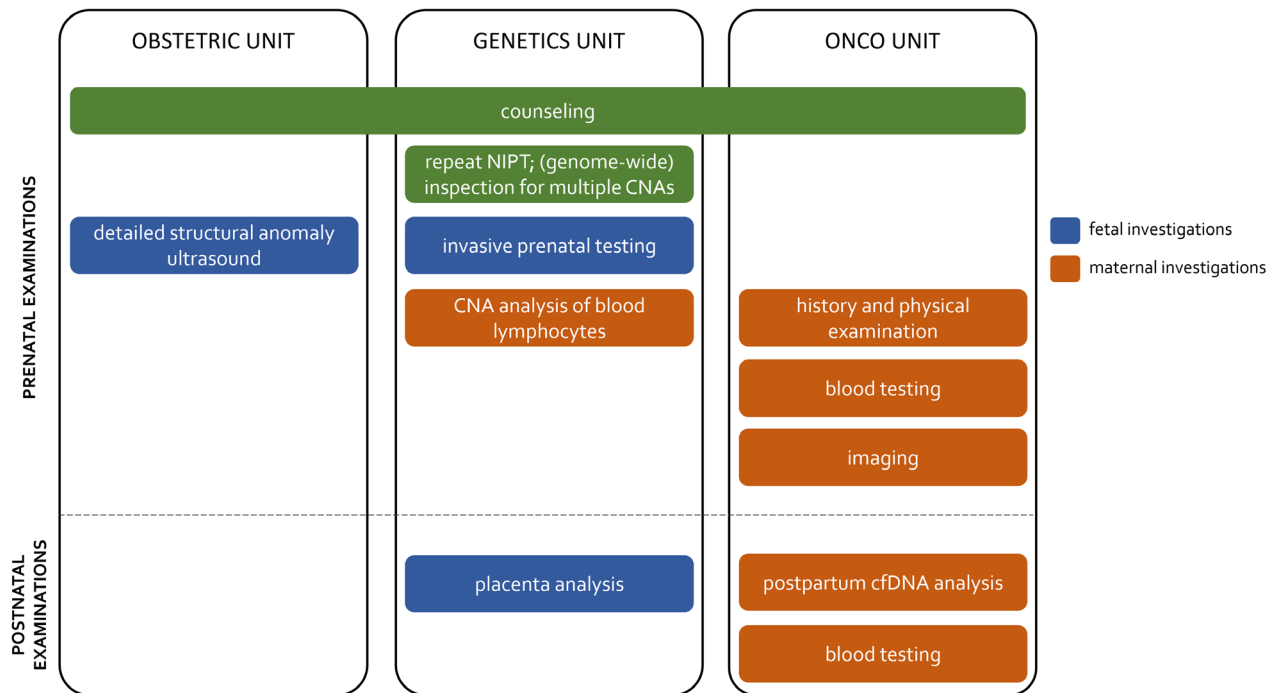 OBSTETRIC UNIT
GENETICS UNIT
ONCO UNIT
counseling
repeat NIPT; (genome-wide)
inspection for multiple CNAs
PRENATAL EXAMINATIONS
detailed structural anomaly
ultrasound
invasive prenatal testing
CNA analysis of blood
lymphocytes
history and physical
examination
blood testing
imaging
fetal investigations
maternal investigations
POSTNATAL
EXAMINATIONS
placenta analysis
postpartum cfDNA analysis
blood testing